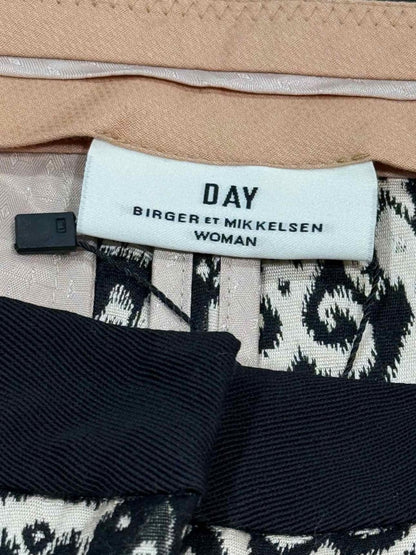 DAY
BIRGER ET MIKKELSEN
WOMAN